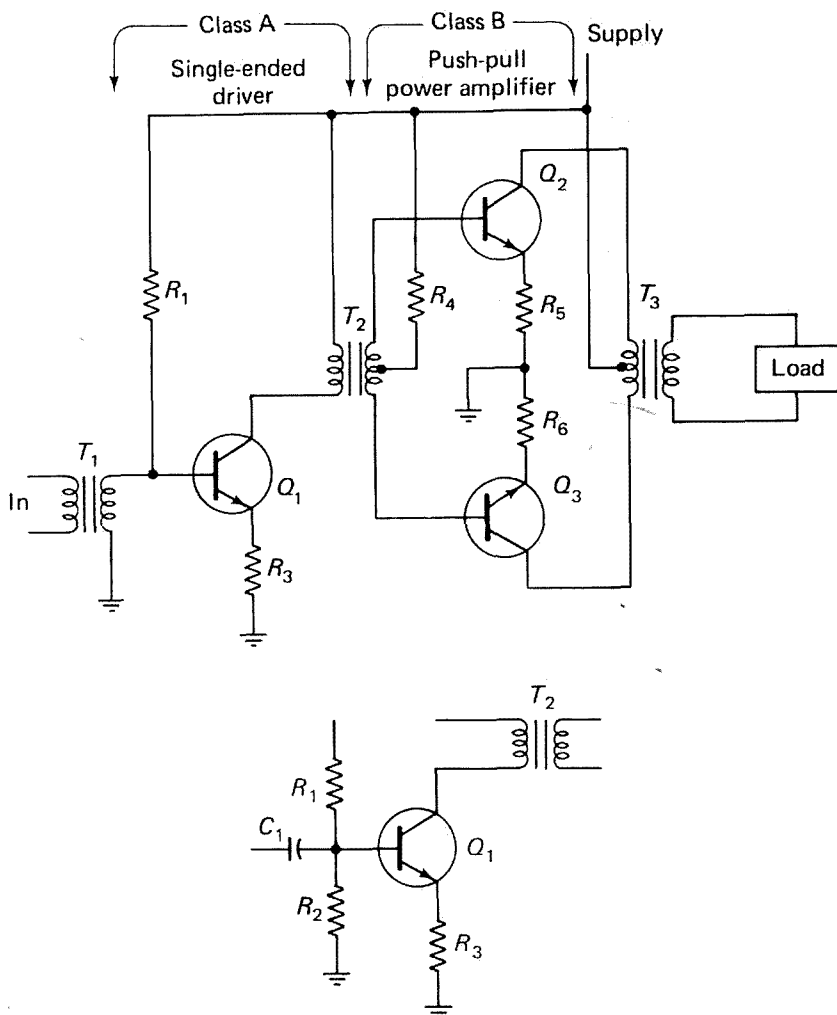 Class A
Class B
Supply
Single-ended
driver
Push-pull
power amplifier
Q2
R1
T2
R4
R5
T3
Load
R6
T1
In
Q1
Q3
R3
T2
R1
C1
Q1
R2
R3